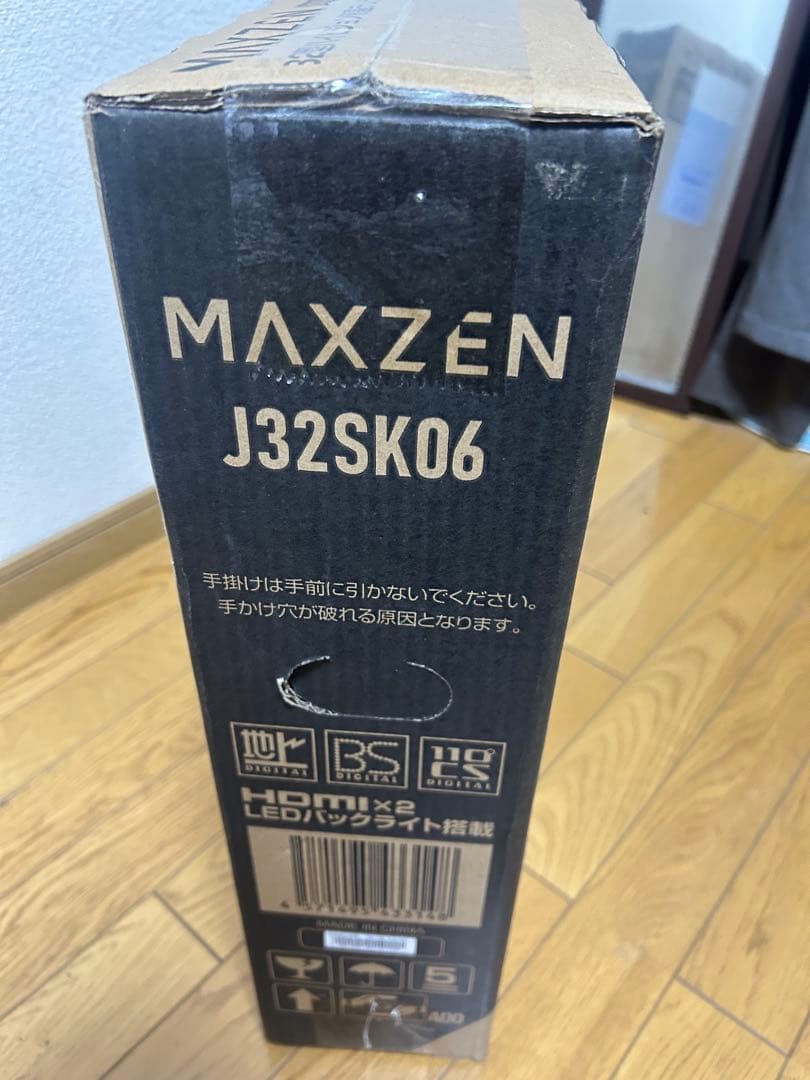 MAXZEN
J32SK06
手掛けは手前に引かないでください。
手かけ穴が破れる原因となります。
地上
DIGITAL
BS
DIGITAL
110°
CS
DIGITAL
HDMI×2
LEDバックライト搭載
MADE IN CHINA
5
A00